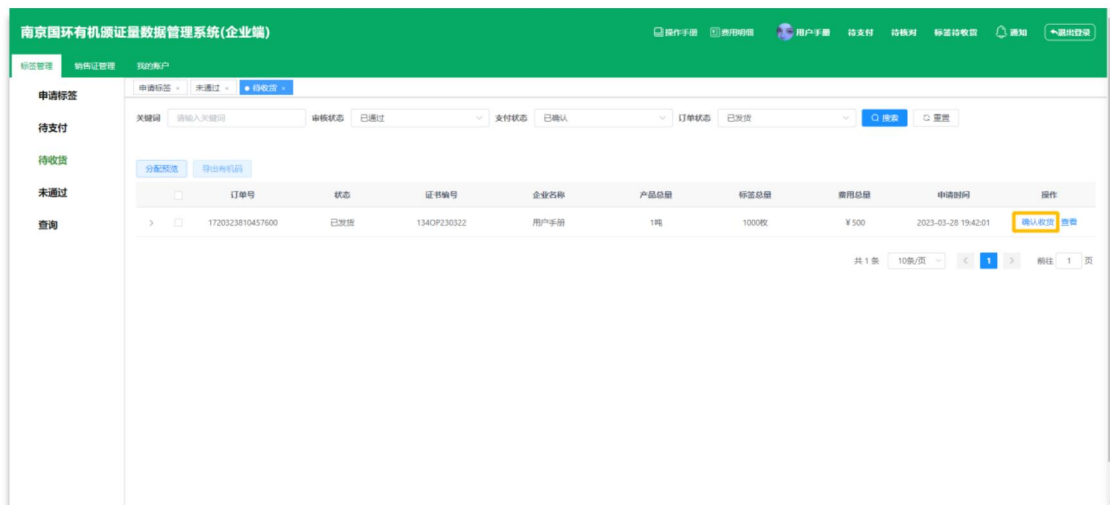 南京国环有机颁证量数据管理系统(企业端)
操作手册 费用明细 用户手册 待支付 待核对 标签待收货 通知 退出登录
标签管理 销售证管理 我的账户
申请标签 未通过 待收货
申请标签
待支付
待收货
未通过
查询
关键词 请输入关键词 审核状态 已通过 支付状态 已确认 订单状态 已发货 搜索 重置
分配预览 导出有机码
订单号 状态 证书编号 企业名称 产品总量 标签总量 费用总量 申请时间 操作
1720323810457600 已发货 134OP230322 用户手册 1吨 1000枚 ¥500 2023-03-28 19:42:01 确认收货 查看
共 1 条 10条/页 < 1 > 前往 1 页